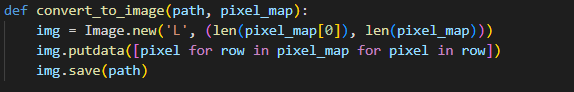 def convert_to_image(path, pixel_map):
    img = Image.new('L', (len(pixel_map[0]), len(pixel_map)))
    img.putdata([pixel for row in pixel_map for pixel in row])
    img.save(path)